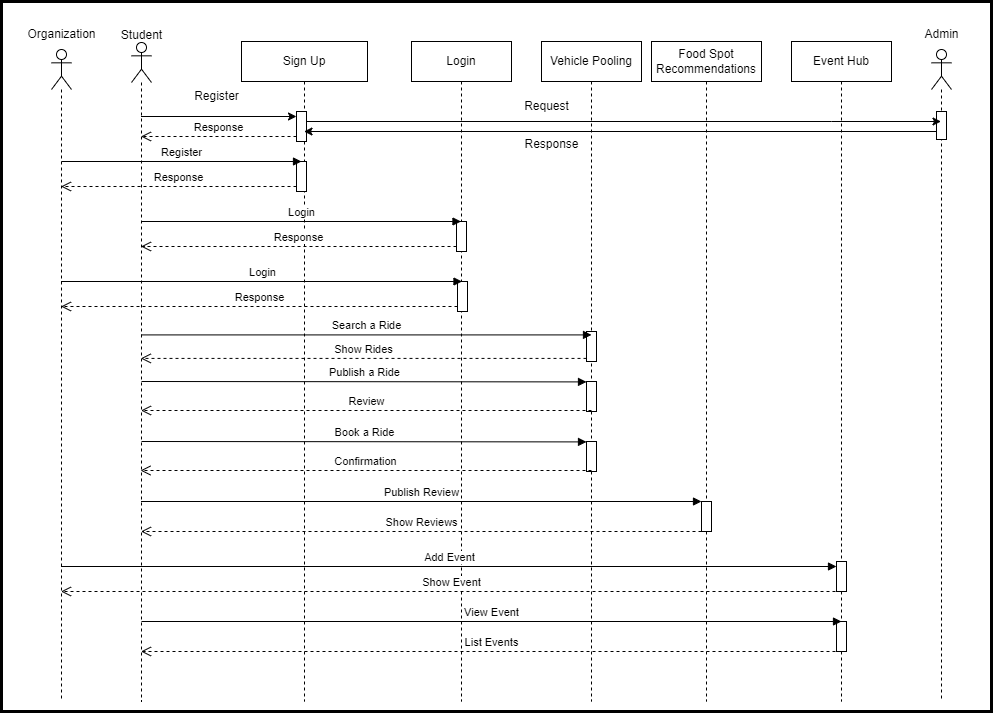 Organization
Student
Sign Up
Login
Vehicle Pooling
Food Spot
Recommendations
Event Hub
Admin
Register
Request
Response
Response
Register
Response
Login
Response
Login
Response
Search a Ride
Show Rides
Publish a Ride
Review
Book a Ride
Confirmation
Publish Review
Show Reviews
Add Event
Show Event
View Event
List Events